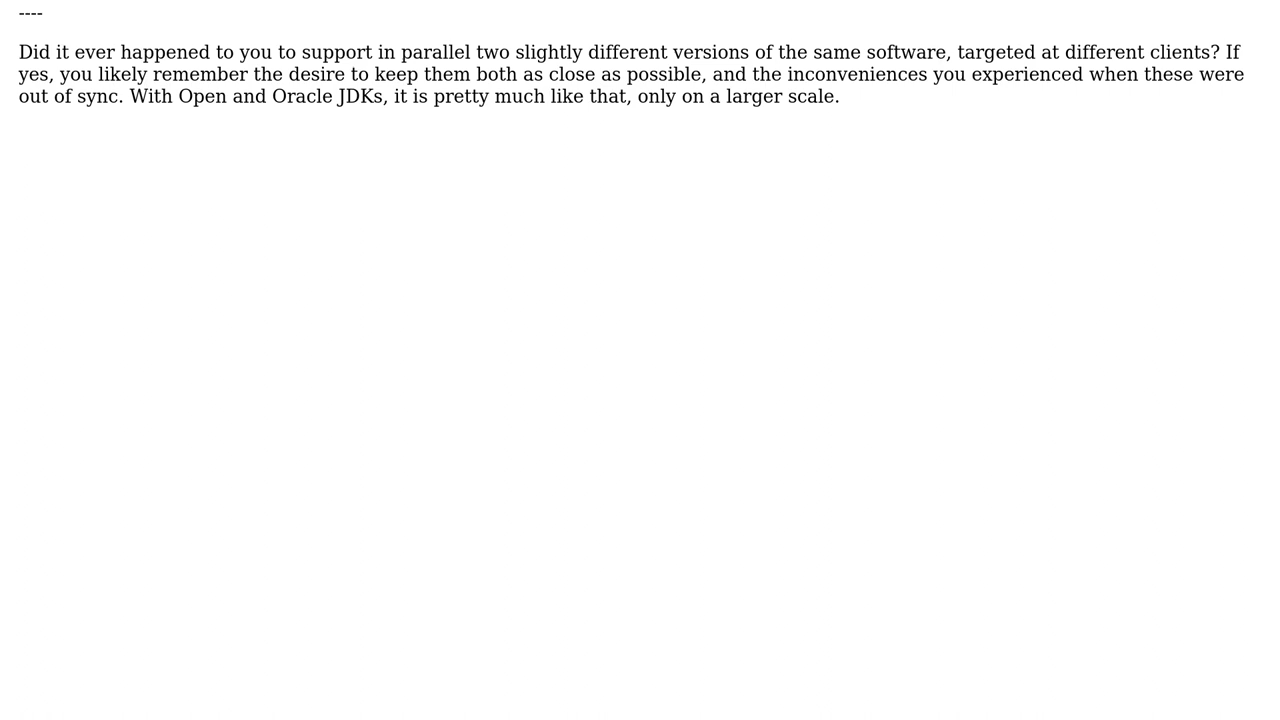 ----
Did it ever happened to you to support in parallel two slightly different versions of the same software, targeted at different clients? If
yes, you likely remember the desire to keep them both as close as possible, and the inconveniences you experienced when these were
out of sync. With Open and Oracle JDKs, it is pretty much like that, only on a larger scale.